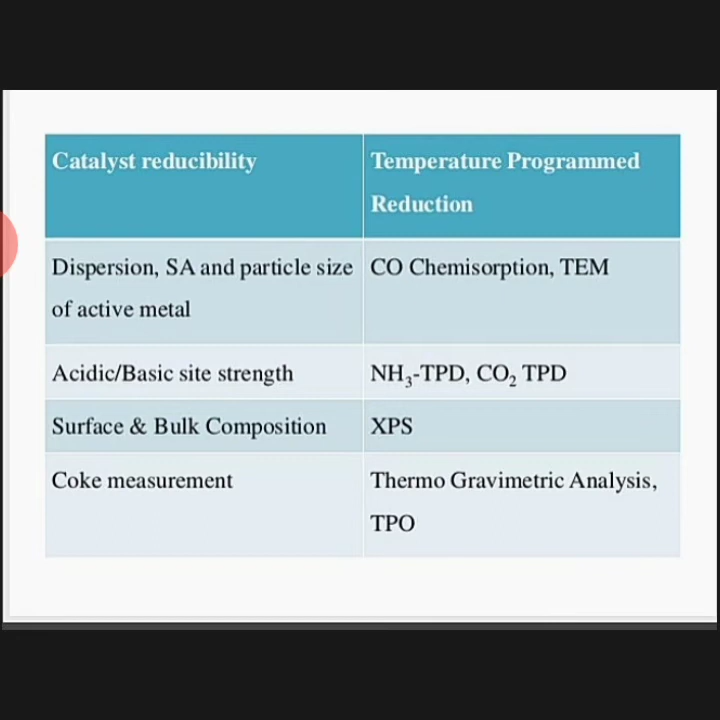 Catalyst reducibility
Temperature Programmed
Reduction
Dispersion, SA and particle size
of active metal
CO Chemisorption, TEM
Acidic/Basic site strength
NH₃-TPD, CO₂ TPD
Surface & Bulk Composition
XPS
Coke measurement
Thermo Gravimetric Analysis,
TPO